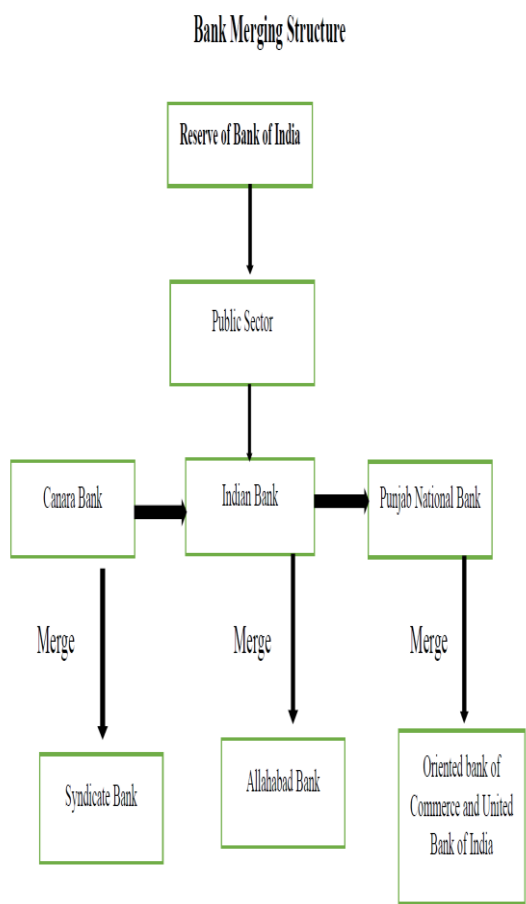 Bank Merging Structure
Reserve of Bank of India
Public Sector
Canara Bank
Indian Bank
Punjab National Bank
Merge
Merge
Merge
Syndicate Bank
Allahabad Bank
Oriented bank of
Commerce and United
Bank of India